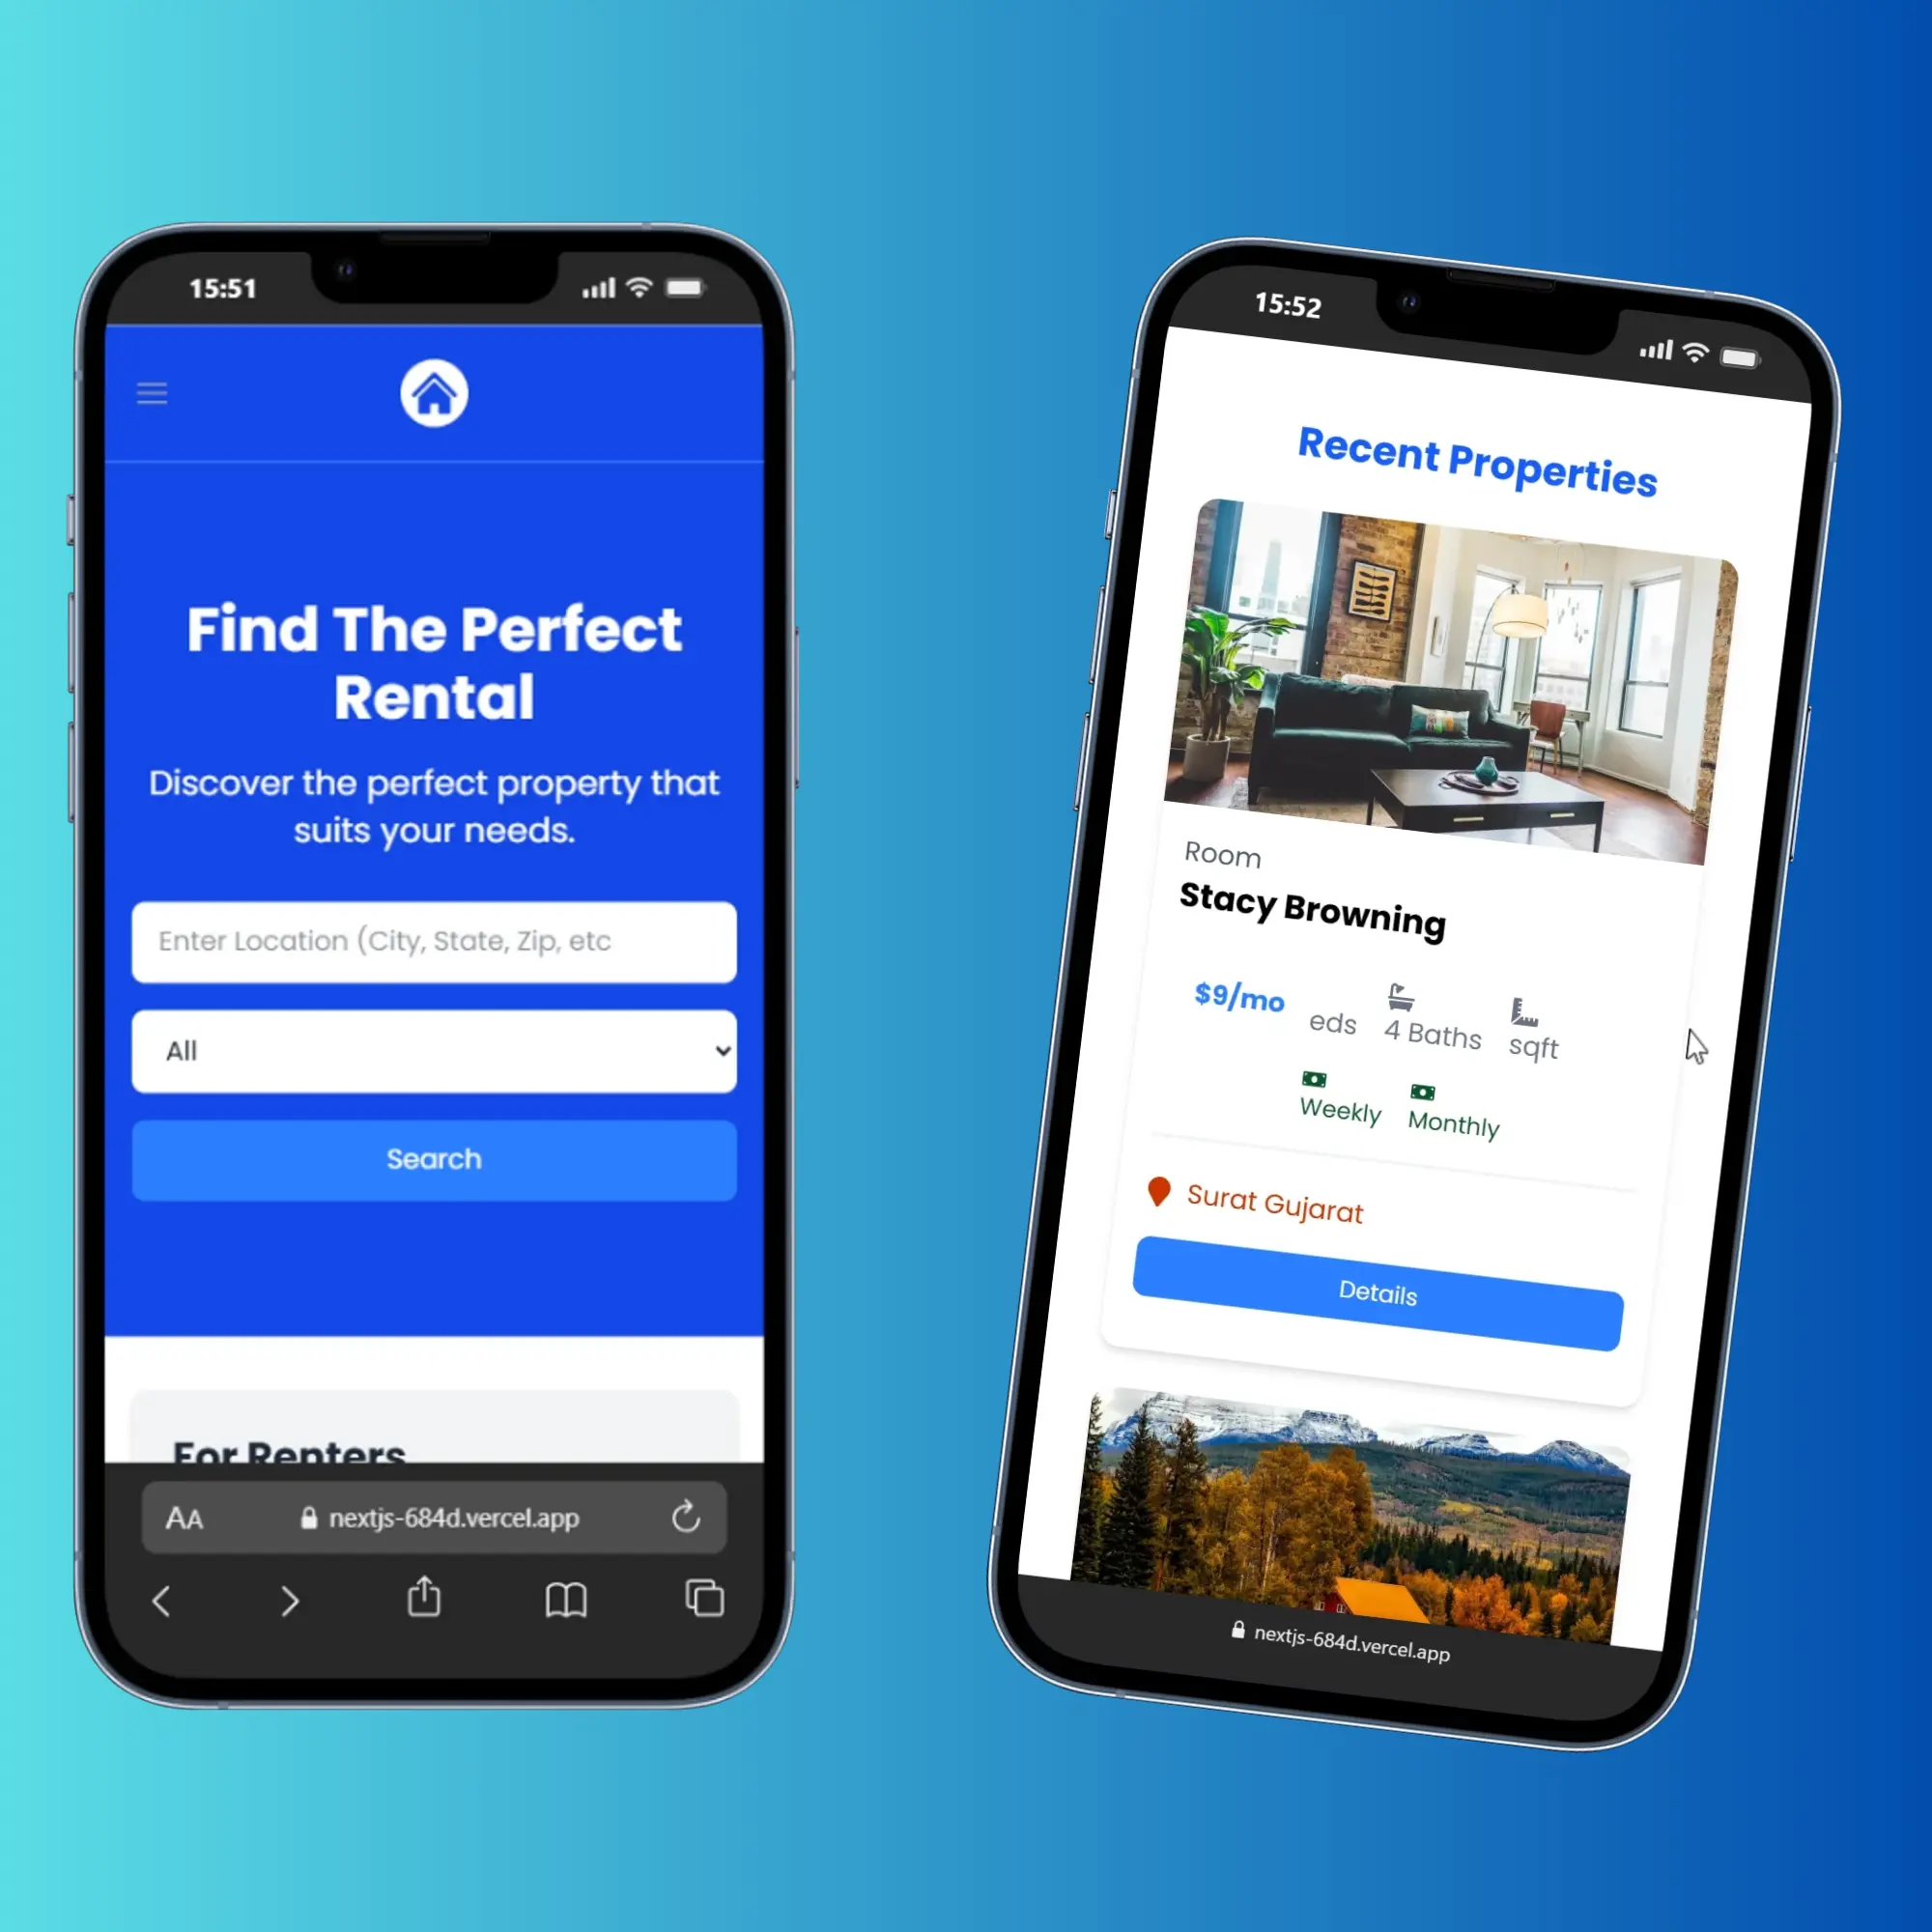 15:51
Find The Perfect
Rental
Discover the perfect property that
suits your needs.
Enter Location (City, State, Zip, etc
All
Search
For Renters
AA
nextjs-684d.vercel.app
15:52
Recent Properties
Room
Stacy Browning
$9/mo
eds
4 Baths
sqft
Weekly
Monthly
Surat Gujarat
Details
nextjs-684d.vercel.app